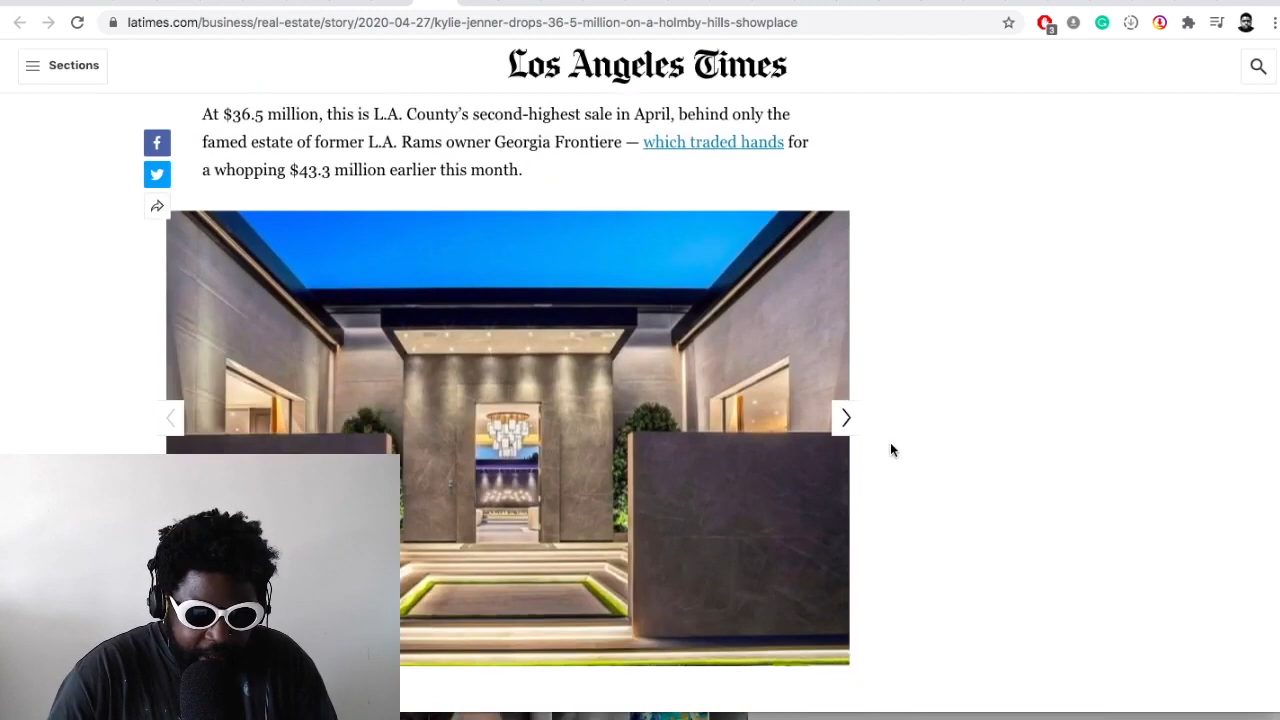 latimes.com/business/real-estate/story/2020-04-27/kylie-jenner-drops-36-5-million-on-a-holmby-hills-showplace
3
Sections
Los Angeles Times
At $36.5 million, this is L.A. County’s second-highest sale in April, behind only the
famed estate of former L.A. Rams owner Georgia Frontiere — which traded hands for
a whopping $43.3 million earlier this month.